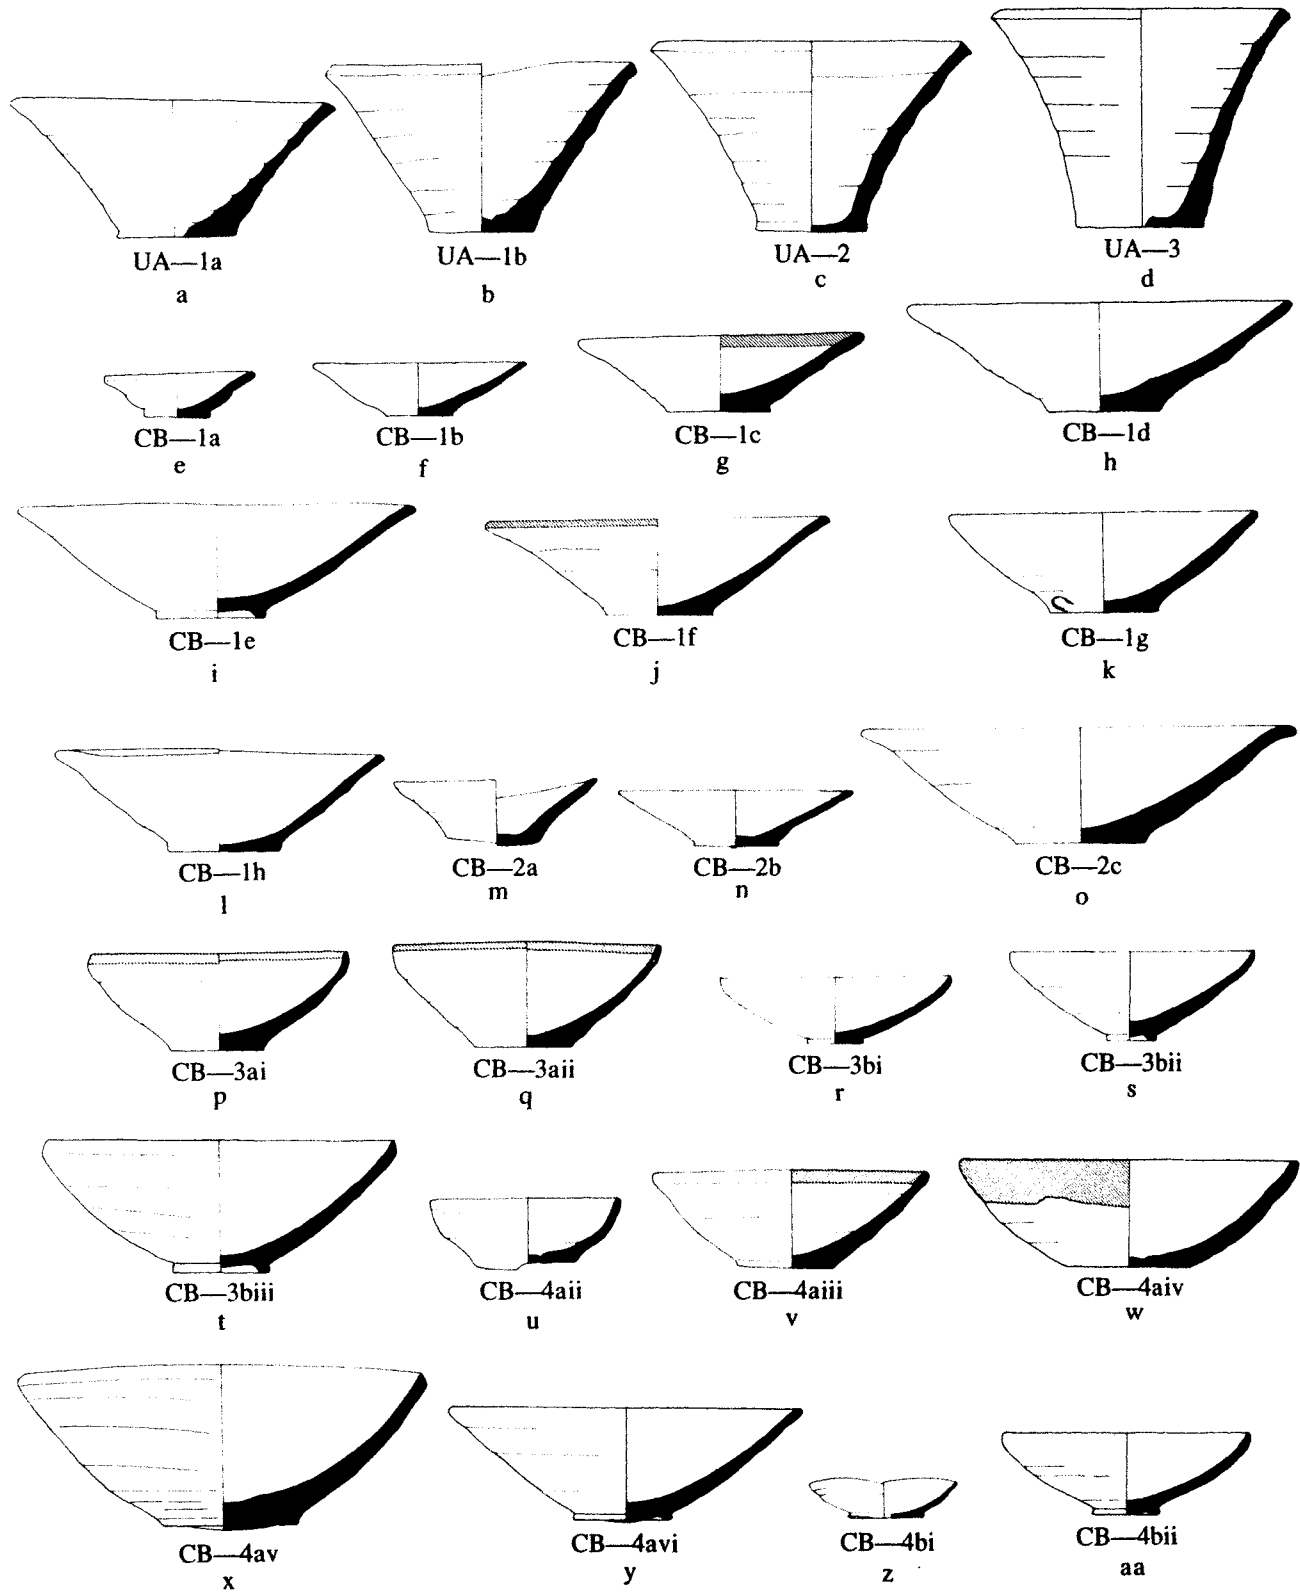 UA—1a
a
UA—1b
b
UA—2
c
UA—3
d
CB—1a
e
CB—1b
f
CB—1c
g
CB—1d
h
CB—1e
i
CB—1f
j
CB—1g
k
CB—1h
l
CB—2a
m
CB—2b
n
CB—2c
o
CB—3ai
p
CB—3aii
q
CB—3bi
r
CB—3bii
s
CB—3biii
t
CB—4aii
u
CB—4aiii
v
CB—4aiv
w
CB—4av
x
CB—4avi
y
CB—4bi
z
CB—4bii
aa